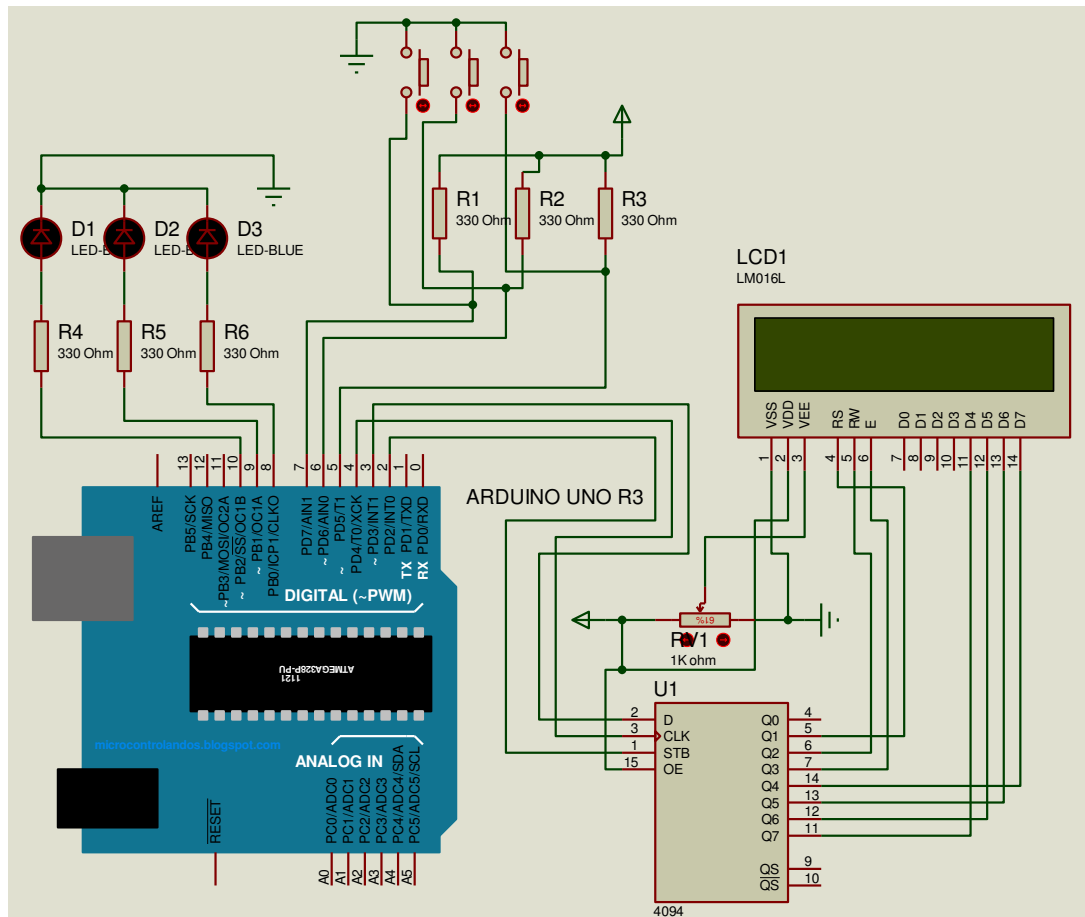 R1
330 Ohm
R2
330 Ohm
R3
330 Ohm
D1
LED-B
D2
LED-B
D3
LED-BLUE
LCD1
LM016L
R4
330 Ohm
R5
330 Ohm
R6
330 Ohm
VSS
VDD
VEE
RS
RW
E
D0
D1
D2
D3
D4
D5
D6
D7
1
2
3
4
5
6
7
8
9
10
11
12
13
14
13
12
11
10
9
8
7
6
5
4
3
2
1
0
ARDUINO UNO R3
AREF
PB5/SCK
PB4/MISO
~PB3/MOSI/OC2A
~PB2/SS/OC1B
~PB1/OC1A
PB0/ICP1/CLKO
PD7/AIN1
~PD6/AIN0
~PD5/T1
PD4/T0/XCK
~PD3/INT1
PD2/INT0
TX PD1/TXD
RX PD0/RXD
DIGITAL (~PWM)
61%
RV1
1K ohm
ATMEGA328P-PU
1121
U1
microcontrolandos.blogspot.com
ANALOG IN
2 D
3 CLK
1 STB
15 OE
Q0 4
Q1 5
Q2 6
Q3 7
Q4 14
Q5 13
Q6 12
Q7 11
QS 9
QS 10
4094
RESET
PC0/ADC0
PC1/ADC1
PC2/ADC2
PC3/ADC3
PC4/ADC4/SDA
PC5/ADC5/SCL
A0
A1
A2
A3
A4
A5